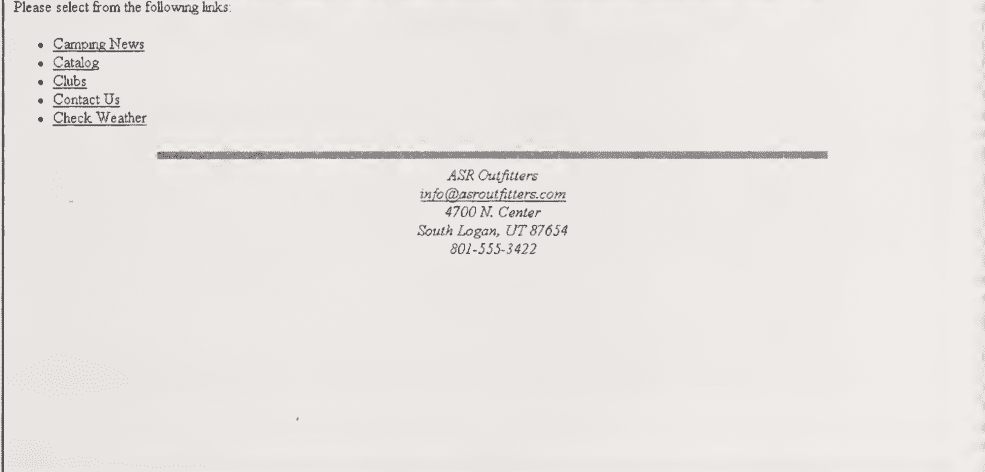 Please select from the following links:
Camping News
Catalog
Clubs
Contact Us
Check Weather
ASR Outfitters
info@asroutfitters.com
4700 N. Center
South Logan, UT 87654
801-555-3422